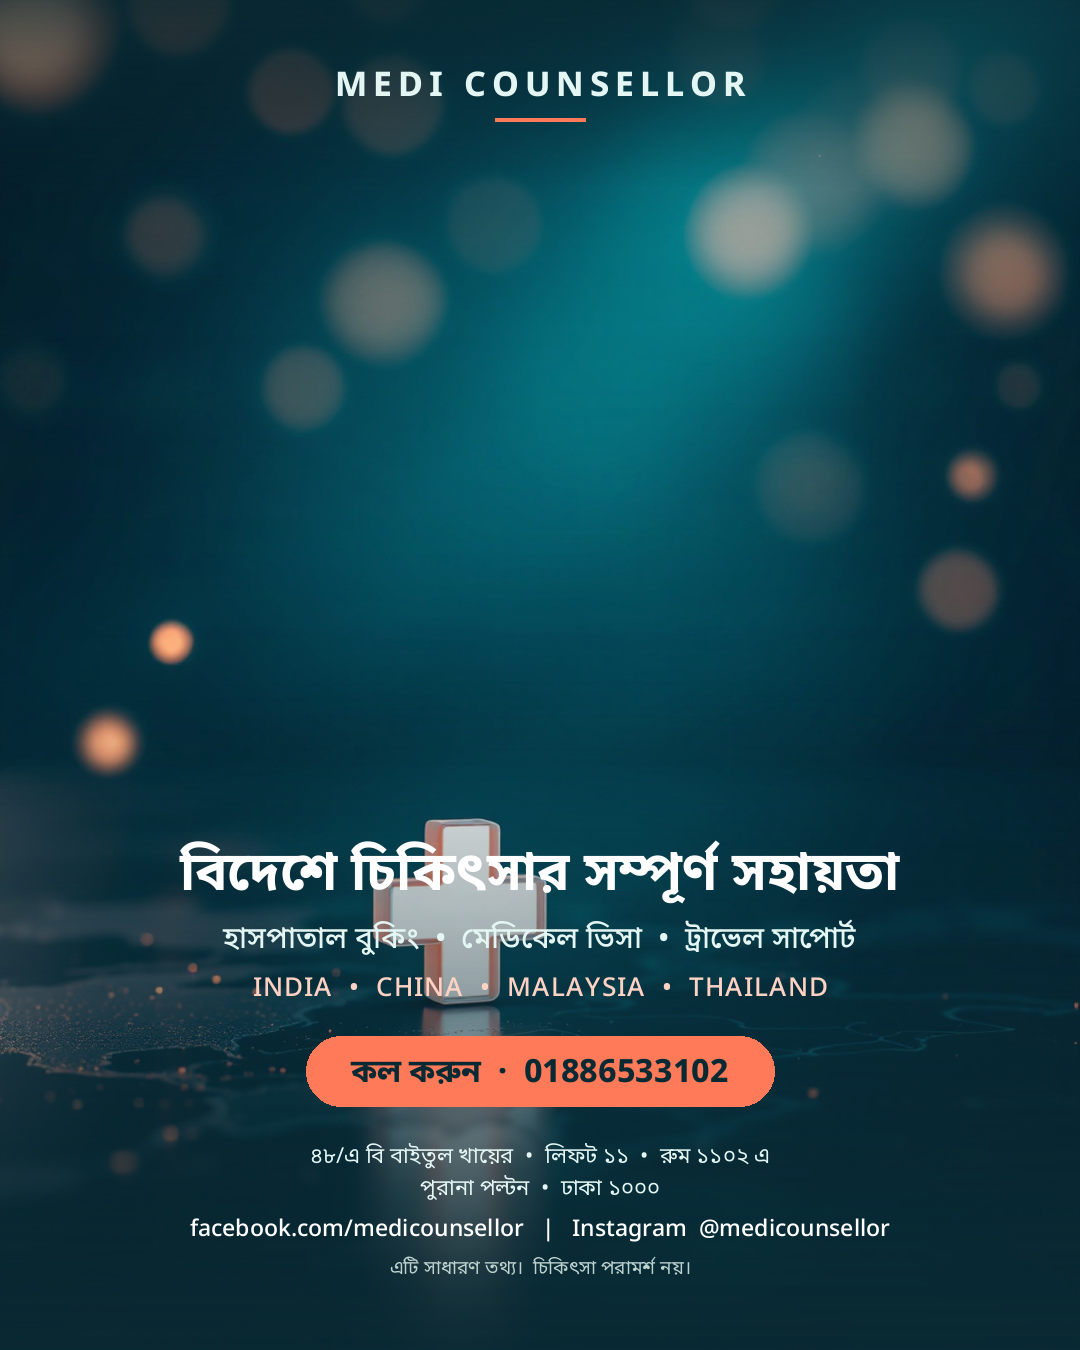 MEDI COUNSELLOR
বিদেশে চিকিৎসার সম্পূর্ণ সহায়তা
হাসপাতাল বুকিং • মেডিকেল ভিসা • ট্রাভেল সাপোর্ট
INDIA • CHINA • MALAYSIA • THAILAND
কল করুন · 01886533102
৪৮/এ বি বাইতুল খায়ের • লিফট ১১ • রুম ১১০২ এ
পুরানা পল্টন • ঢাকা ১০০০
facebook.com/medicounsellor | Instagram @medicounsellor
এটি সাধারণ তথ্য। চিকিৎসা পরামর্শ নয়।